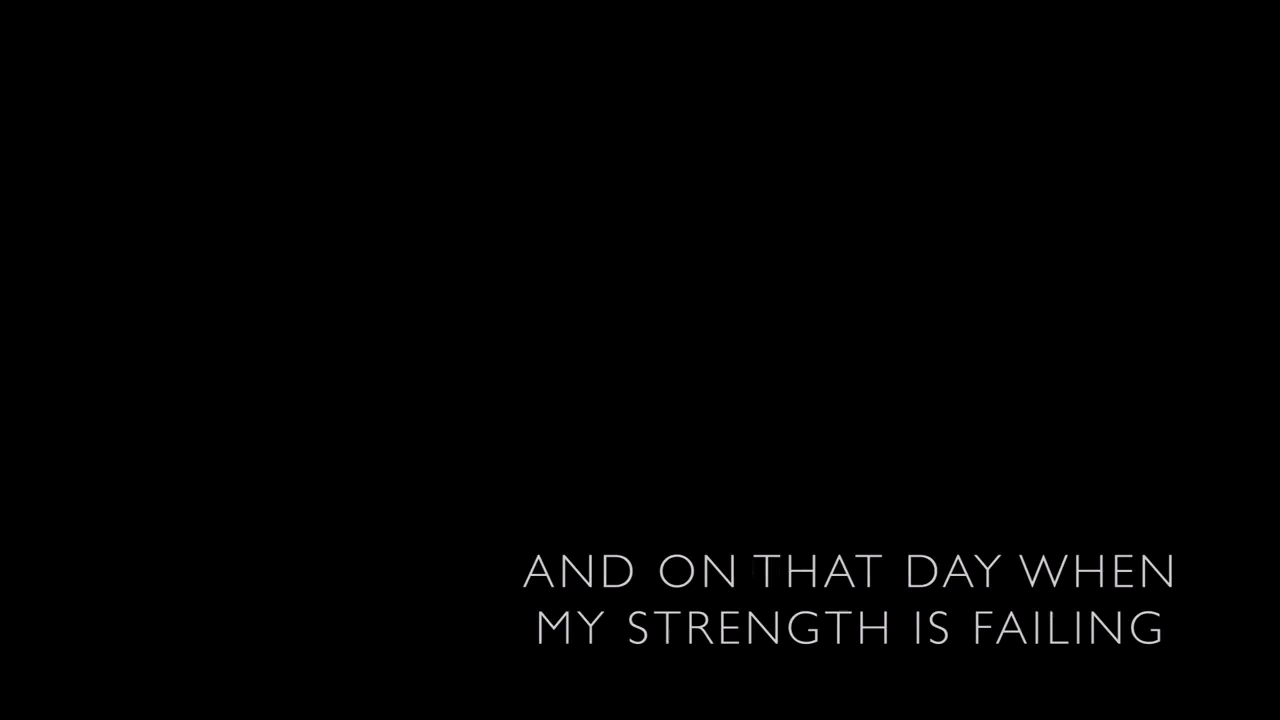 AND ON THAT DAY WHEN
MY STRENGTH IS FAILING